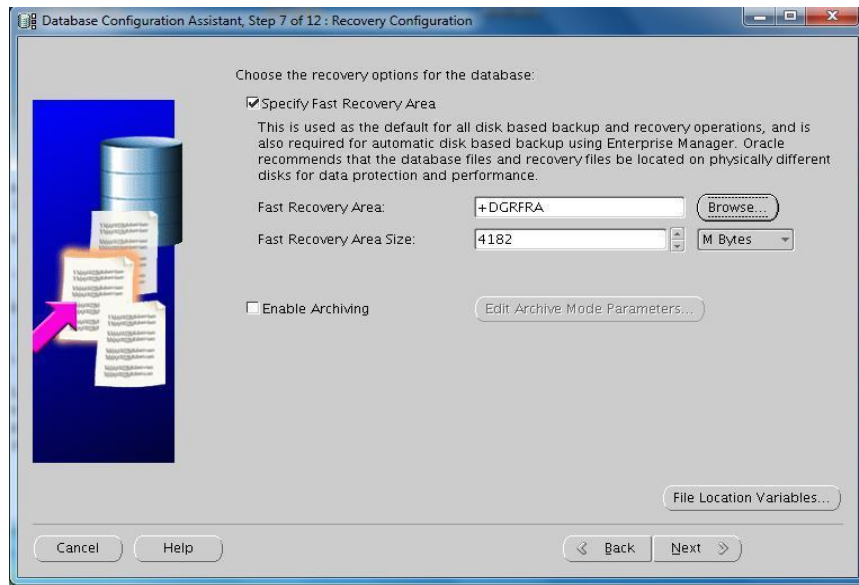 Database Configuration Assistant, Step 7 of 12 : Recovery Configuration
Choose the recovery options for the database:
Specify Fast Recovery Area
This is used as the default for all disk based backup and recovery operations, and is
also required for automatic disk based backup using Enterprise Manager. Oracle
recommends that the database files and recovery files be located on physically different
disks for data protection and performance.
Fast Recovery Area: +DGRFRA Browse...
Fast Recovery Area Size: 4182 M Bytes
Enable Archiving Edit Archive Mode Parameters...
File Location Variables...
Cancel Help Back Next